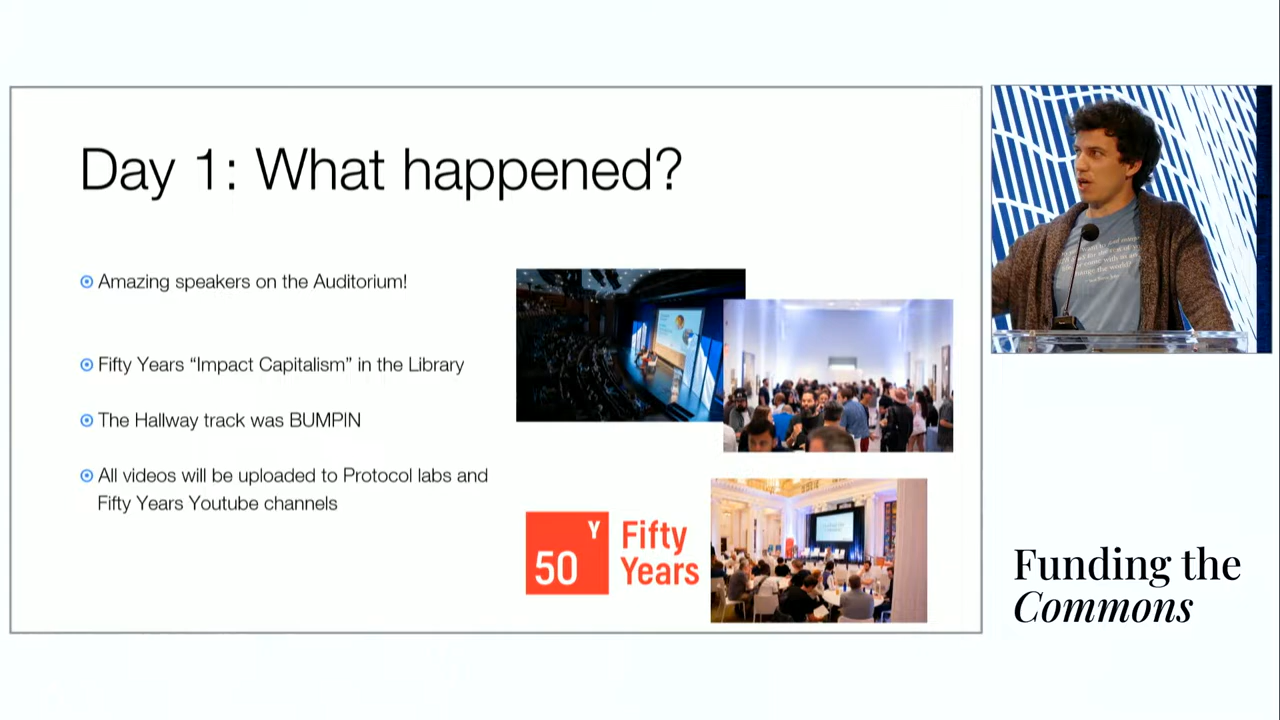 Day 1: What happened?
Amazing speakers on the Auditorium!
Fifty Years “Impact Capitalism” in the Library
The Hallway track was BUMPIN
All videos will be uploaded to Protocol labs and
Fifty Years Youtube channels
50 Y
Fifty
Years
Funding the
Commons